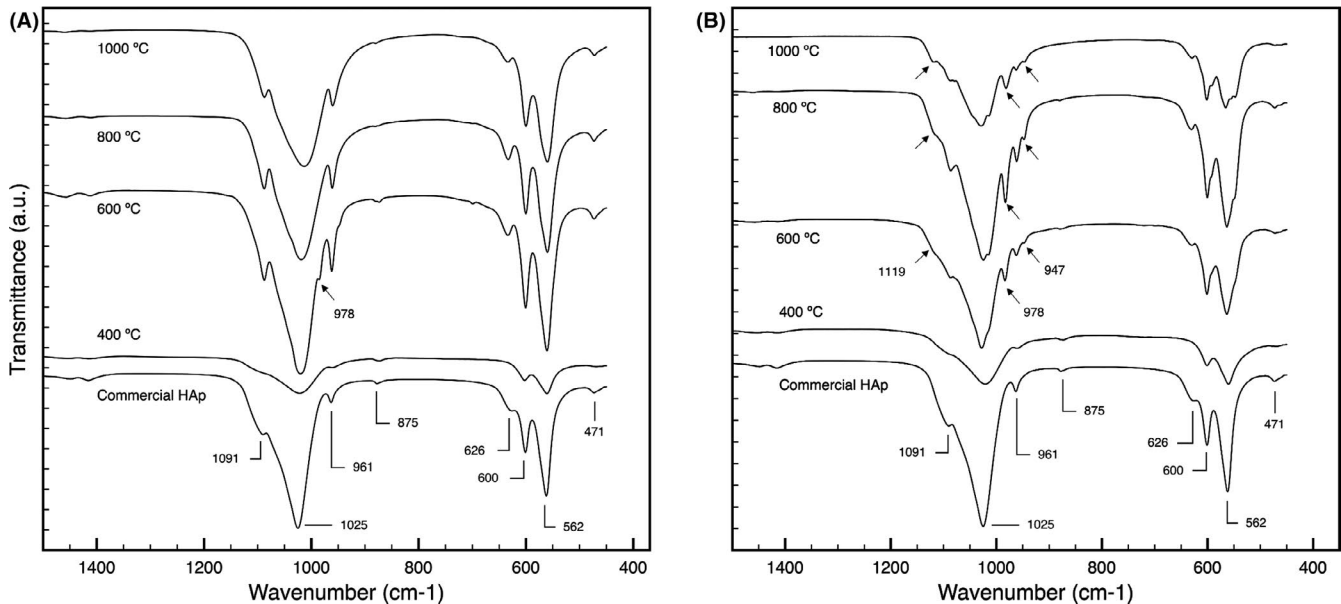 (A)
1000 ºC
800 ºC
600 ºC
978
400 ºC
Commercial HAp
1091
961
875
626
600
471
1025
562
1400 1200 1000 800 600 400
Wavenumber (cm-1)
Transmittance (a.u.)
(B)
1000 ºC
800 ºC
600 ºC
1119
947
978
400 ºC
Commercial HAp
1091
961
875
626
600
471
1025
562
1400 1200 1000 800 600 400
Wavenumber (cm-1)